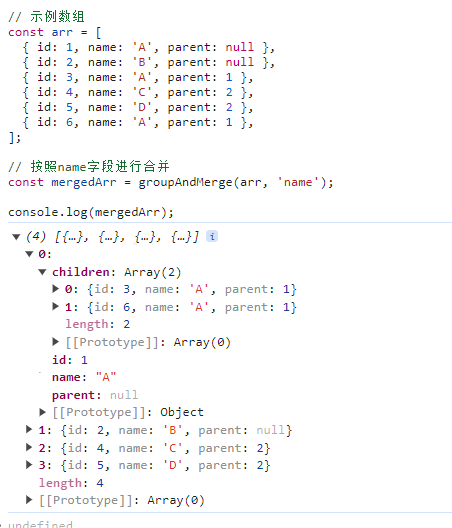 // 示例数组
const arr = [
{ id: 1, name: 'A', parent: null },
{ id: 2, name: 'B', parent: null },
{ id: 3, name: 'A', parent: 1 },
{ id: 4, name: 'C', parent: 2 },
{ id: 5, name: 'D', parent: 2 },
{ id: 6, name: 'A', parent: 1 },
];
// 按照name字段进行合并
const mergedArr = groupAndMerge(arr, 'name');
console.log(mergedArr);
▼ (4) [{…}, {…}, {…}, {…}] i
▼ 0:
▼ children: Array(2)
▶ 0: {id: 3, name: 'A', parent: 1}
▶ 1: {id: 6, name: 'A', parent: 1}
length: 2
▶ [[Prototype]]: Array(0)
id: 1
name: "A"
parent: null
▶ [[Prototype]]: Object
▶ 1: {id: 2, name: 'B', parent: null}
▶ 2: {id: 4, name: 'C', parent: 2}
▶ 3: {id: 5, name: 'D', parent: 2}
length: 4
▶ [[Prototype]]: Array(0)
undefined